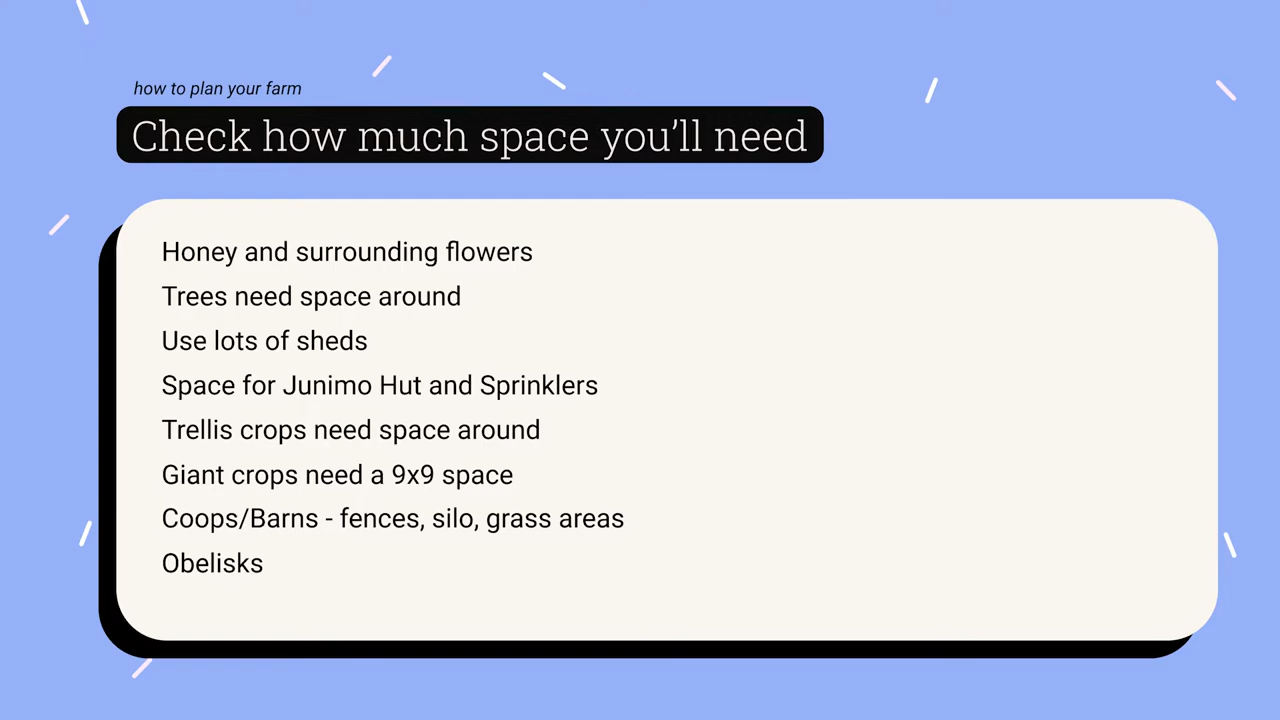 how to plan your farm
Check how much space you'll need
Honey and surrounding flowers
Trees need space around
Use lots of sheds
Space for Junimo Hut and Sprinklers
Trellis crops need space around
Giant crops need a 9x9 space
Coops/Barns - fences, silo, grass areas
Obelisks